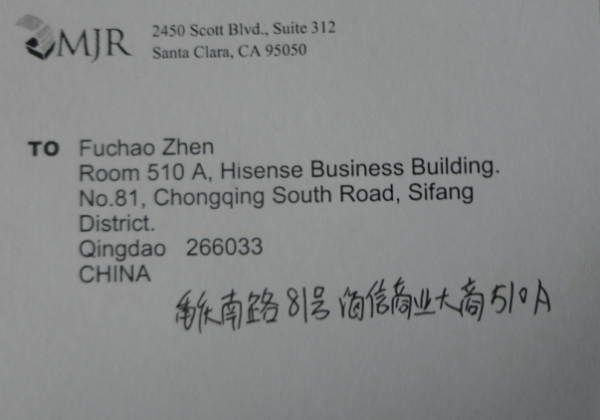 MJR
2450 Scott Blvd., Suite 312
Santa Clara, CA 95050
TO Fuchao Zhen
Room 510 A, Hisense Business Building.
No.81, Chongqing South Road, Sifang
District.
Qingdao 266033
CHINA
重庆南路81号 海信商业大商510A